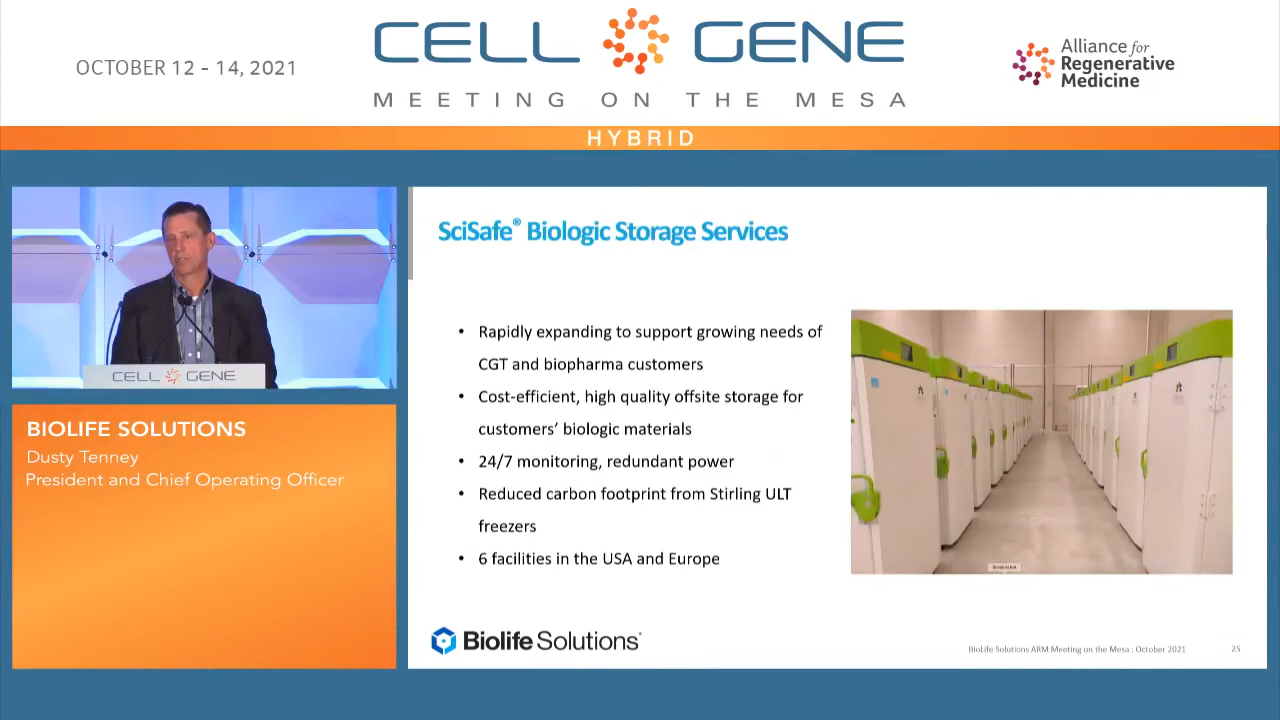 OCTOBER 12 - 14, 2021
CELL GENE
MEETING ON THE MESA
Alliance for
Regenerative
Medicine
HYBRID
CELL GENE
BIOLIFE SOLUTIONS
Dusty Tenney
President and Chief Operating Officer
SciSafe® Biologic Storage Services
• Rapidly expanding to support growing needs of
CGT and biopharma customers
• Cost-efficient, high quality offsite storage for
customers’ biologic materials
• 24/7 monitoring, redundant power
• Reduced carbon footprint from Stirling ULT
freezers
• 6 facilities in the USA and Europe
Screenshot
Biolife Solutions®
BioLife Solutions ARM Meeting on the Mesa : October 2021
25